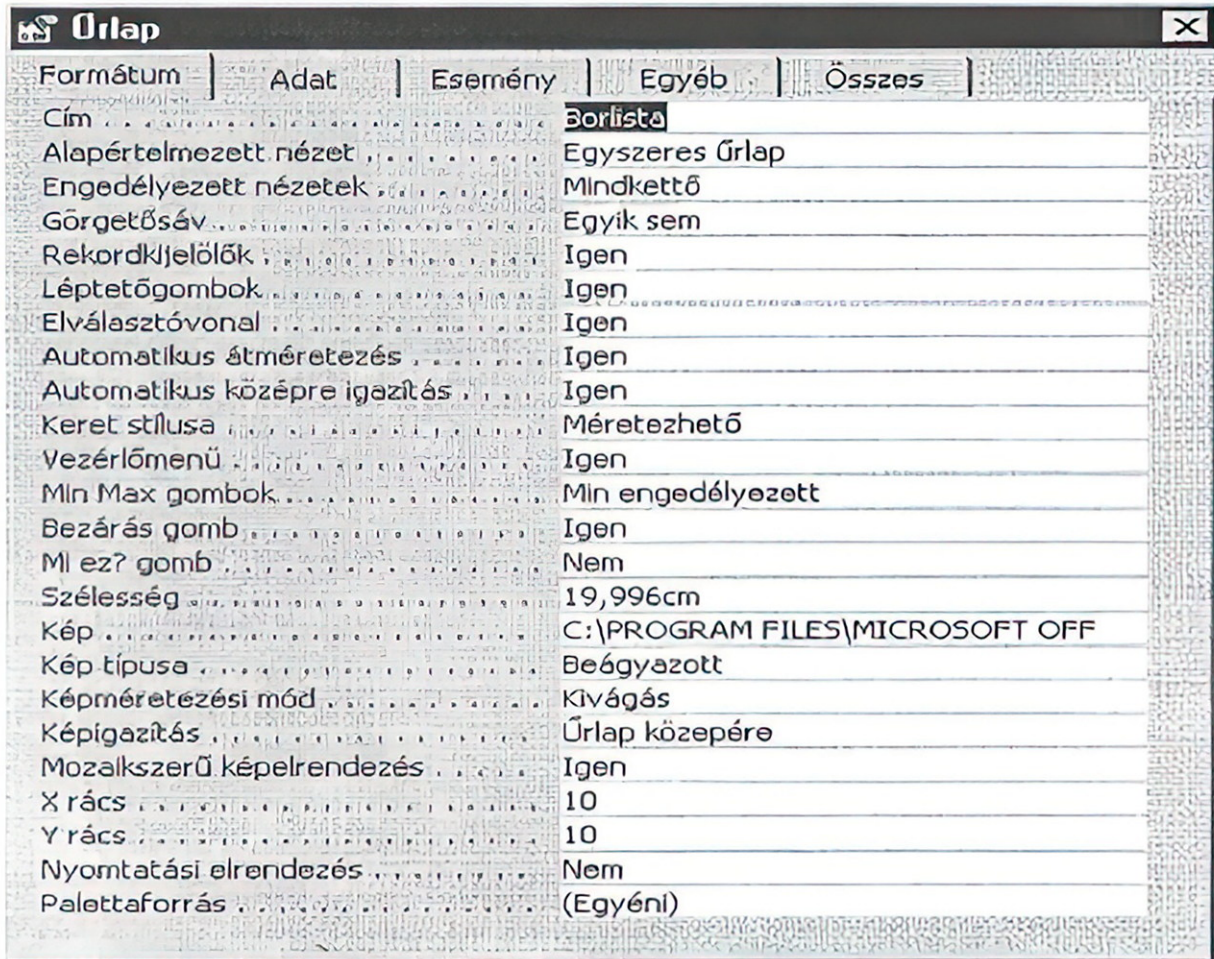 Űrlap
Formátum Adat Esemény Egyéb Összes
Cím Borlista
Alapértelmezett nézet Egyszeres űrlap
Engedélyezett nézetek Mindkettő
Görgetősáv Egyik sem
Rekordkijelölők Igen
Léptetőgombok Igen
Elválasztóvonal Igen
Automatikus átméretezés Igen
Automatikus középre igazítás Igen
Keret stílusa Méretezhető
Vezérlőmenü Igen
Min Max gombok Min engedélyezett
Bezárás gomb Igen
Mi ez? gomb Nem
Szélesség 19,996cm
Kép C:\PROGRAM FILES\MICROSOFT OFF
Kép típusa Beágyazott
Képméretezési mód Kivágás
Képigazítás Űrlap közepére
Mozaikszerű képelrendezés Igen
X rács 10
Y rács 10
Nyomtatási elrendezés Nem
Palettaforrás (Egyéni)